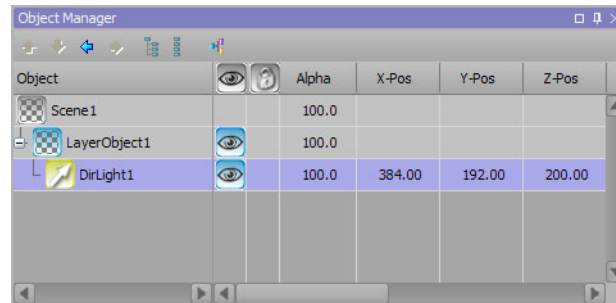 Object Manager
Object Alpha X-Pos Y-Pos Z-Pos
Scene1 100.0
LayerObject1 100.0
DirLight1 100.0 384.00 192.00 200.00